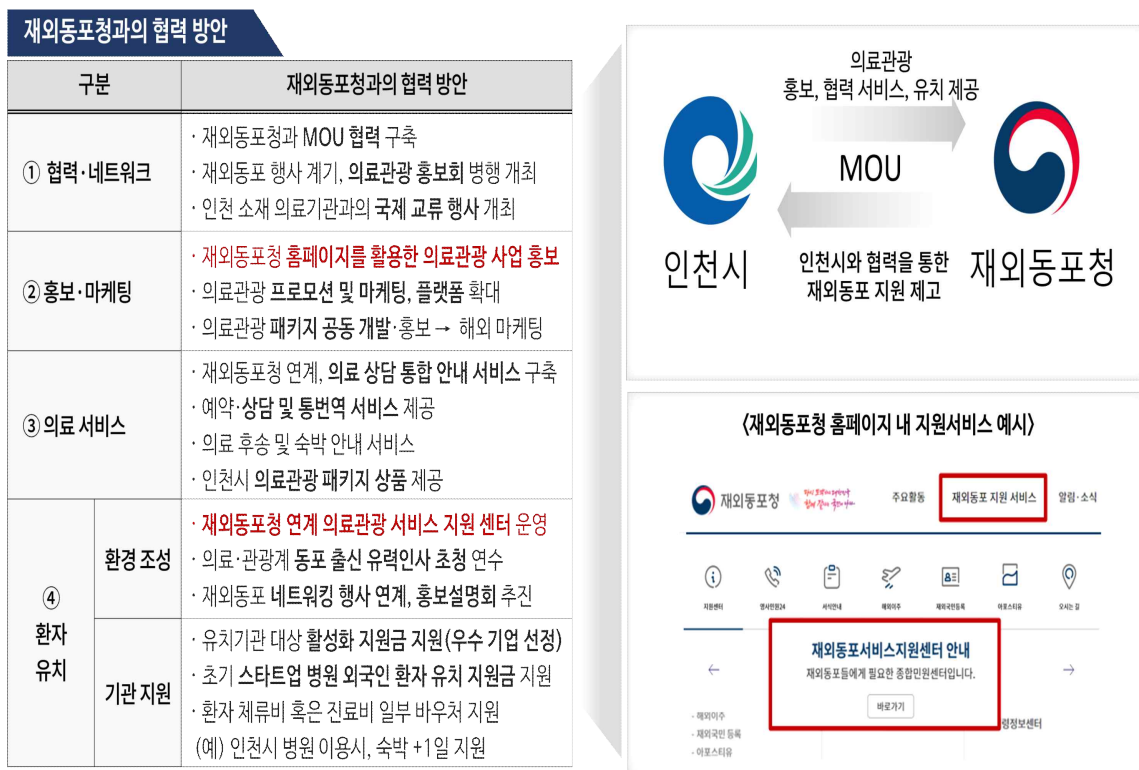 재외동포청과의 협력 방안
구분
재외동포청과의 협력 방안
① 협력·네트워크
· 재외동포청과 MOU 협력 구축
· 재외동포 행사 계기, 의료관광 홍보회 병행 개최
· 인천 소재 의료기관과의 국제 교류 행사 개최
② 홍보·마케팅
· 재외동포청 홈페이지를 활용한 의료관광 사업 홍보
· 의료관광 프로모션 및 마케팅, 플랫폼 확대
· 의료관광 패키지 공동 개발·홍보→ 해외 마케팅
③ 의료 서비스
· 재외동포청 연계, 의료 상담 통합 안내 서비스 구축
· 예약·상담 및 통번역 서비스 제공
· 의료 후송 및 숙박 안내 서비스
· 인천시 의료관광 패키지 상품 제공
④
환자
유치
환경 조성
· 재외동포청 연계 의료관광 서비스 지원 센터 운영
· 의료·관광계 동포 출신 유력인사 초청 연수
· 재외동포 네트워킹 행사 연계, 홍보설명회 추진
기관 지원
· 유치기관 대상 활성화 지원금 지원(우수 기업 선정)
· 초기 스타트업 병원 외국인 환자 유치 지원금 지원
· 환자 체류비 혹은 진료비 일부 바우처 지원
(예) 인천시 병원 이용시, 숙박 +1일 지원
의료관광
홍보, 협력 서비스, 유치 제공
MOU
인천시
인천시와 협력을 통한
재외동포 지원 제고
재외동포청
〈재외동포청 홈페이지 내 지원서비스 예시〉
재외동포청
주요활동
재외동포 지원 서비스
알림·소식
지원센터
영사민원24
서식안내
해외이주
재외국민등록
아포스티유
오시는 길
재외동포서비스지원센터 안내
재외동포들에게 필요한 종합민원센터입니다.
바로가기
- 해외이주
- 재외국민 등록
- 아포스티유
령정보센터